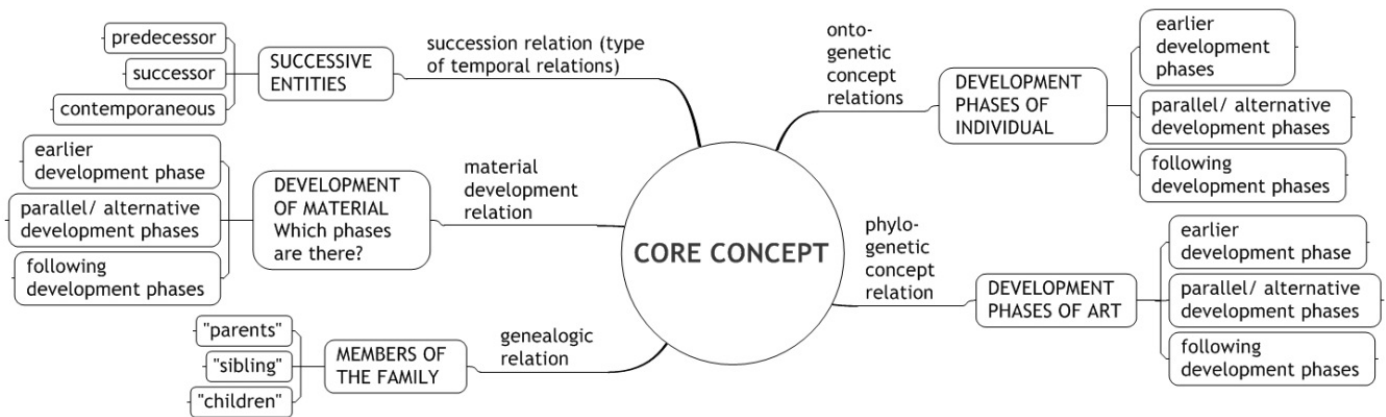 predecessor
successor
contemporaneous
SUCCESSIVE
ENTITIES
succession relation (type
of temporal relations)
earlier
development phase
parallel/ alternative
development phases
following
development phases
DEVELOPMENT
OF MATERIAL
Which phases
are there?
material
development
relation
"parents"
"sibling"
"children"
MEMBERS OF
THE FAMILY
genealogic
relation
CORE CONCEPT
onto-
genetic
concept
relations
DEVELOPMENT
PHASES OF
INDIVIDUAL
earlier
development
phases
parallel/ alternative
development phases
following
development phases
phylo-
genetic
concept
relation
DEVELOPMENT
PHASES OF ART
earlier
development phase
parallel/ alternative
development phases
following
development phases